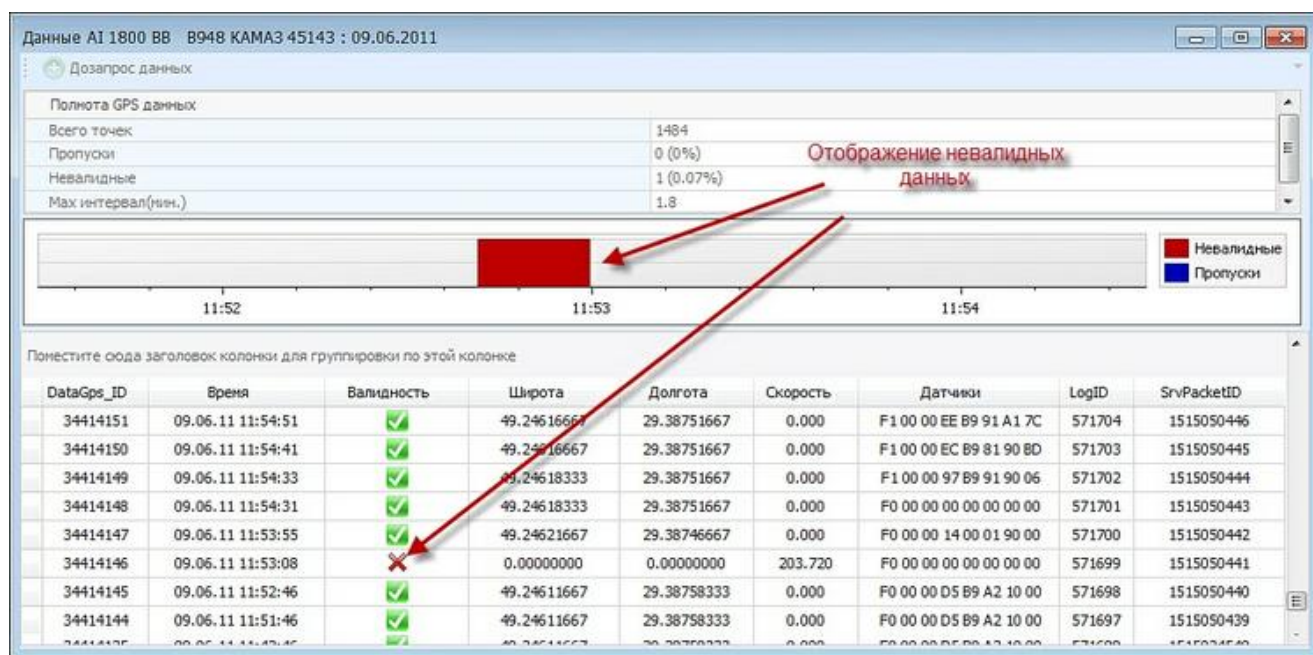 Данные AI 1800 BB B948 КАМАЗ 45143 : 09.06.2011
Дозапрос данных
Полнота GPS данных
Всего точек 1484
Пропуски 0 (0%)
Невалидные 1 (0.07%)
Max интервал(мин.) 1.8
Отображение невалидных
данных
Невалидные
Пропуски
11:52 11:53 11:54
Поместите сюда заголовок колонки для группировки по этой колонке
DataGps_ID Время Валидность Широта Долгота Скорость Датчики LogID SrvPacketID
34414151 09.06.11 11:54:51 49.24616667 29.38751667 0.000 F1 00 00 EE B9 91 A1 7C 571704 1515050446
34414150 09.06.11 11:54:41 49.24616667 29.38751667 0.000 F1 00 00 EC B9 81 90 BD 571703 1515050445
34414149 09.06.11 11:54:33 49.24618333 29.38751667 0.000 F1 00 00 97 B9 91 90 06 571702 1515050444
34414148 09.06.11 11:54:31 49.24618333 29.38751667 0.000 F0 00 00 00 00 00 00 00 571701 1515050443
34414147 09.06.11 11:53:55 49.24621667 29.38746667 0.000 F0 00 00 14 00 01 90 00 571700 1515050442
34414146 09.06.11 11:53:08 0.00000000 0.00000000 203.720 F0 00 00 00 00 00 00 00 571699 1515050441
34414145 09.06.11 11:52:46 49.24611667 29.38758333 0.000 F0 00 00 D5 B9 A2 10 00 571698 1515050440
34414144 09.06.11 11:51:46 49.24611667 29.38758333 0.000 F0 00 00 D5 B9 A2 10 00 571697 1515050439